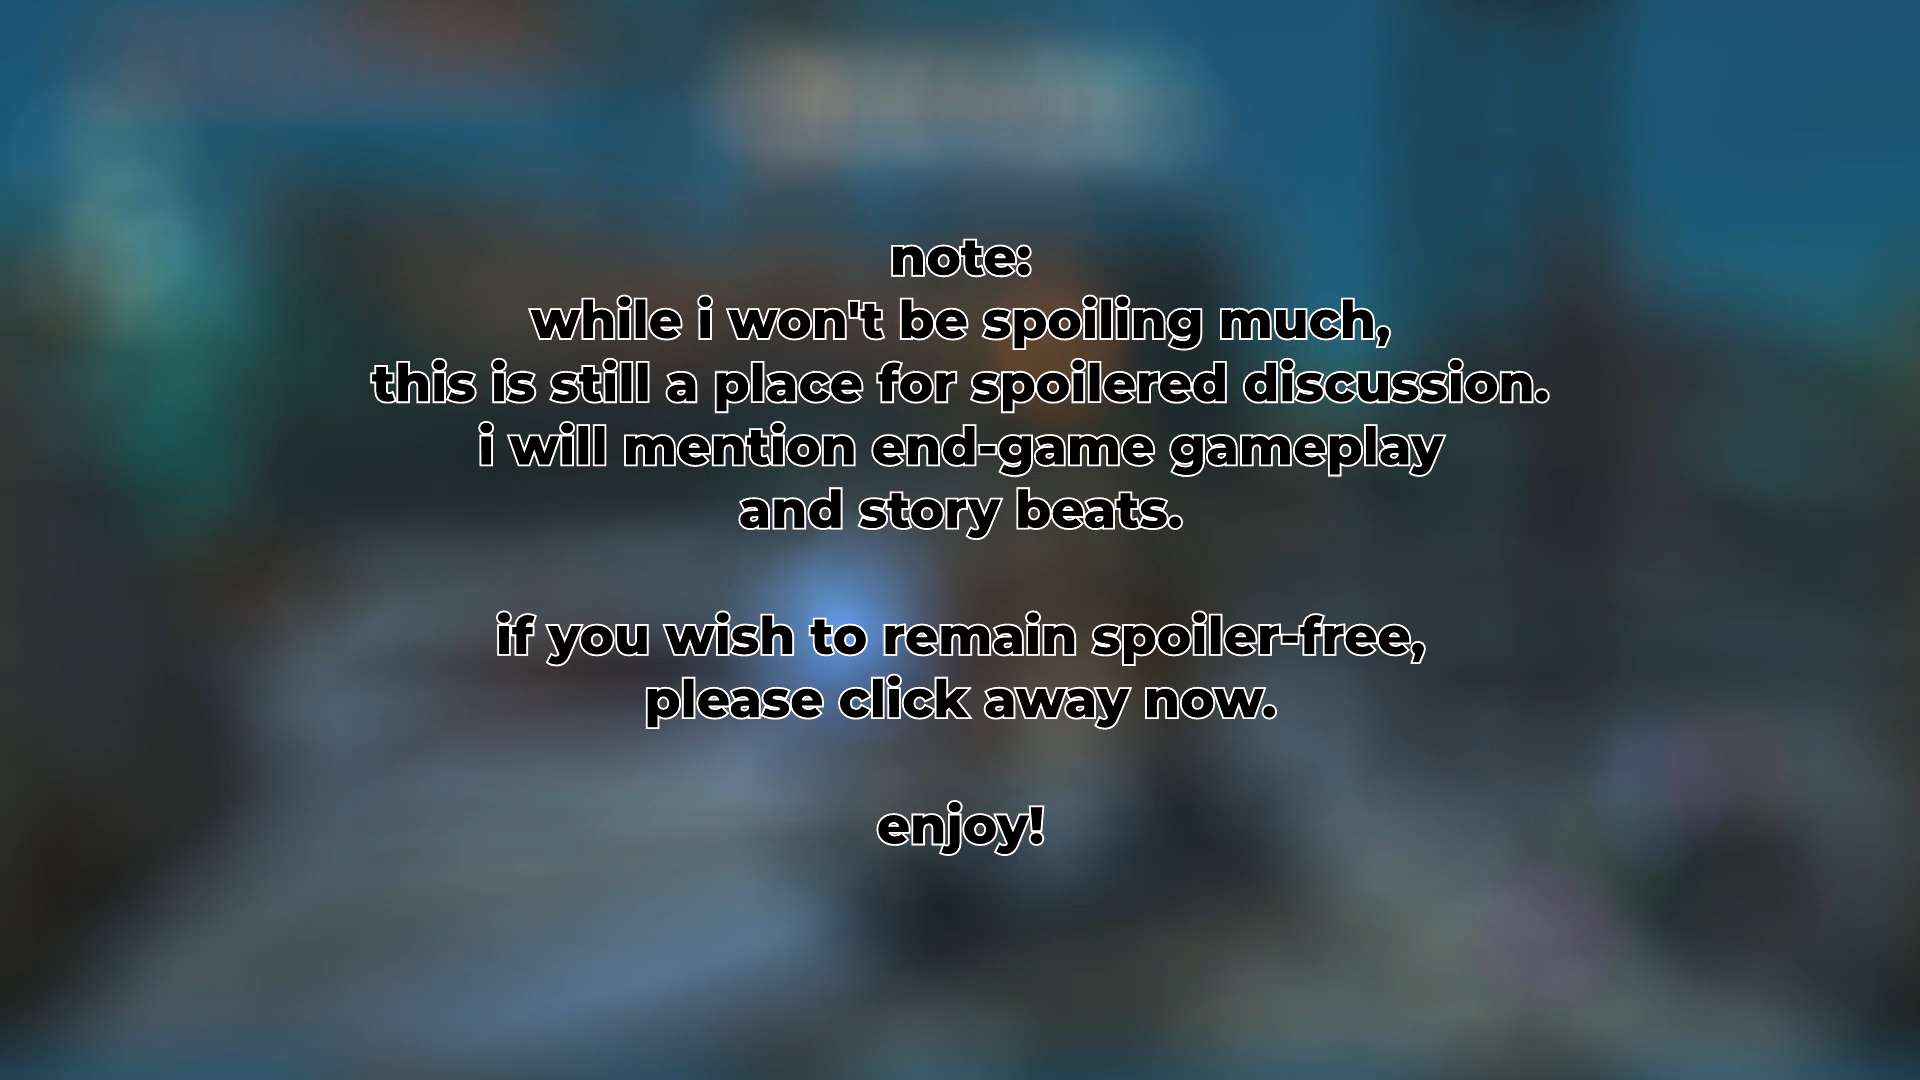 note:
while i won't be spoiling much,
this is still a place for spoilered discussion.
i will mention end-game gameplay
and story beats.
if you wish to remain spoiler-free,
please click away now.
enjoy!